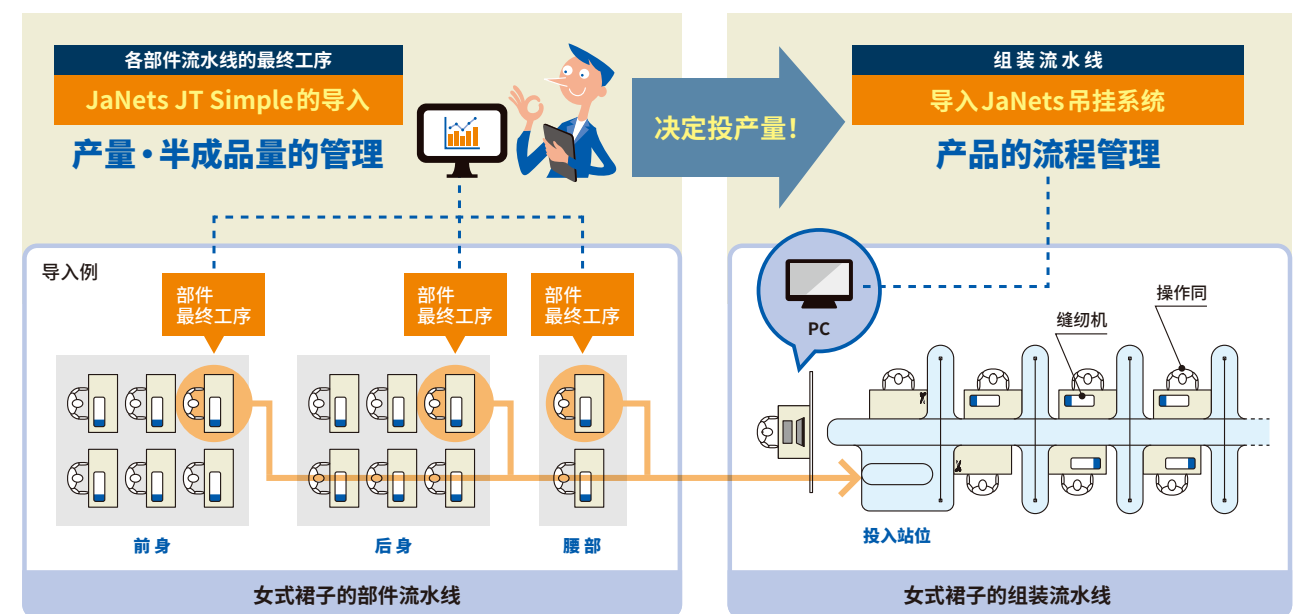 各部件流水线的最终工序
JaNets JT Simple的导入
产量・半成品量的管理
决定投产量!
组装流水线
导入JaNets吊挂系统
产品的流程管理
导入例
部件
最终工序
部件
最终工序
部件
最终工序
前身
后身
腰部
女式裙子的部件流水线
PC
缝纫机
操作同
投入站位
女式裙子的组装流水线